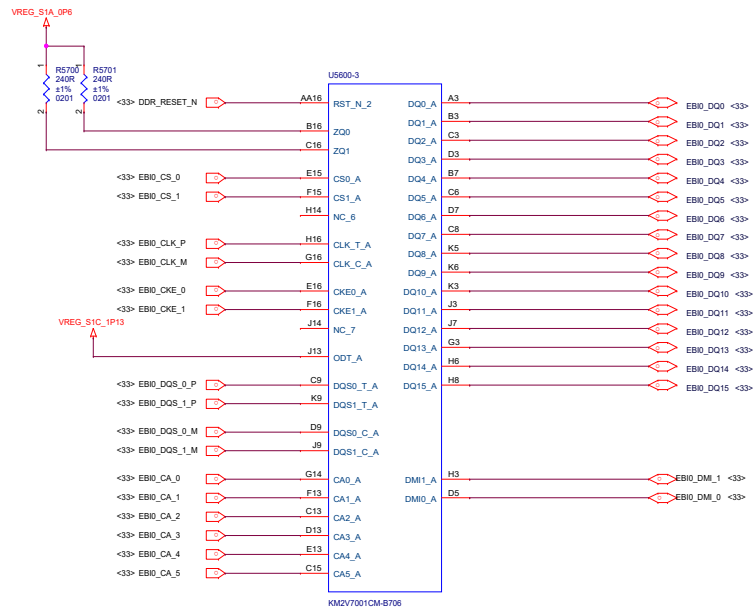 VREG_S1A_0P6
1
1
R5700
240R
±1%
0201
R5701
240R
±1%
0201
2
2
U5600-3
<33> DDR_RESET_N
AA16
RST_N_2
DQ0_A
A3
EBI0_DQ0 <33>
DQ1_A
B3
EBI0_DQ1 <33>
B16
ZQ0
DQ2_A
C3
EBI0_DQ2 <33>
C16
ZQ1
DQ3_A
D3
EBI0_DQ3 <33>
<33> EBI0_CS_0
E15
CS0_A
DQ4_A
B7
EBI0_DQ4 <33>
<33> EBI0_CS_1
F15
CS1_A
DQ5_A
C6
EBI0_DQ5 <33>
H14
NC_6
DQ6_A
D7
EBI0_DQ6 <33>
DQ7_A
C8
EBI0_DQ7 <33>
<33> EBI0_CLK_P
H16
CLK_T_A
DQ8_A
K5
EBI0_DQ8 <33>
<33> EBI0_CLK_M
G16
CLK_C_A
DQ9_A
K6
EBI0_DQ9 <33>
<33> EBI0_CKE_0
E16
CKE0_A
DQ10_A
K3
EBI0_DQ10 <33>
<33> EBI0_CKE_1
F16
CKE1_A
DQ11_A
J3
EBI0_DQ11 <33>
VREG_S1C_1P13
J14
NC_7
DQ12_A
J7
EBI0_DQ12 <33>
DQ13_A
G3
EBI0_DQ13 <33>
J13
ODT_A
DQ14_A
H6
EBI0_DQ14 <33>
<33> EBI0_DQS_0_P
C9
DQS0_T_A
DQ15_A
H8
EBI0_DQ15 <33>
<33> EBI0_DQS_1_P
K9
DQS1_T_A
<33> EBI0_DQS_0_M
D9
DQS0_C_A
<33> EBI0_DQS_1_M
J9
DQS1_C_A
<33> EBI0_CA_0
G14
CA0_A
DMI1_A
H3
EBI0_DMI_1 <33>
<33> EBI0_CA_1
F13
CA1_A
DMI0_A
D5
EBI0_DMI_0 <33>
<33> EBI0_CA_2
C13
CA2_A
<33> EBI0_CA_3
D13
CA3_A
<33> EBI0_CA_4
E13
CA4_A
<33> EBI0_CA_5
C15
CA5_A
KM2V7001CM-B706